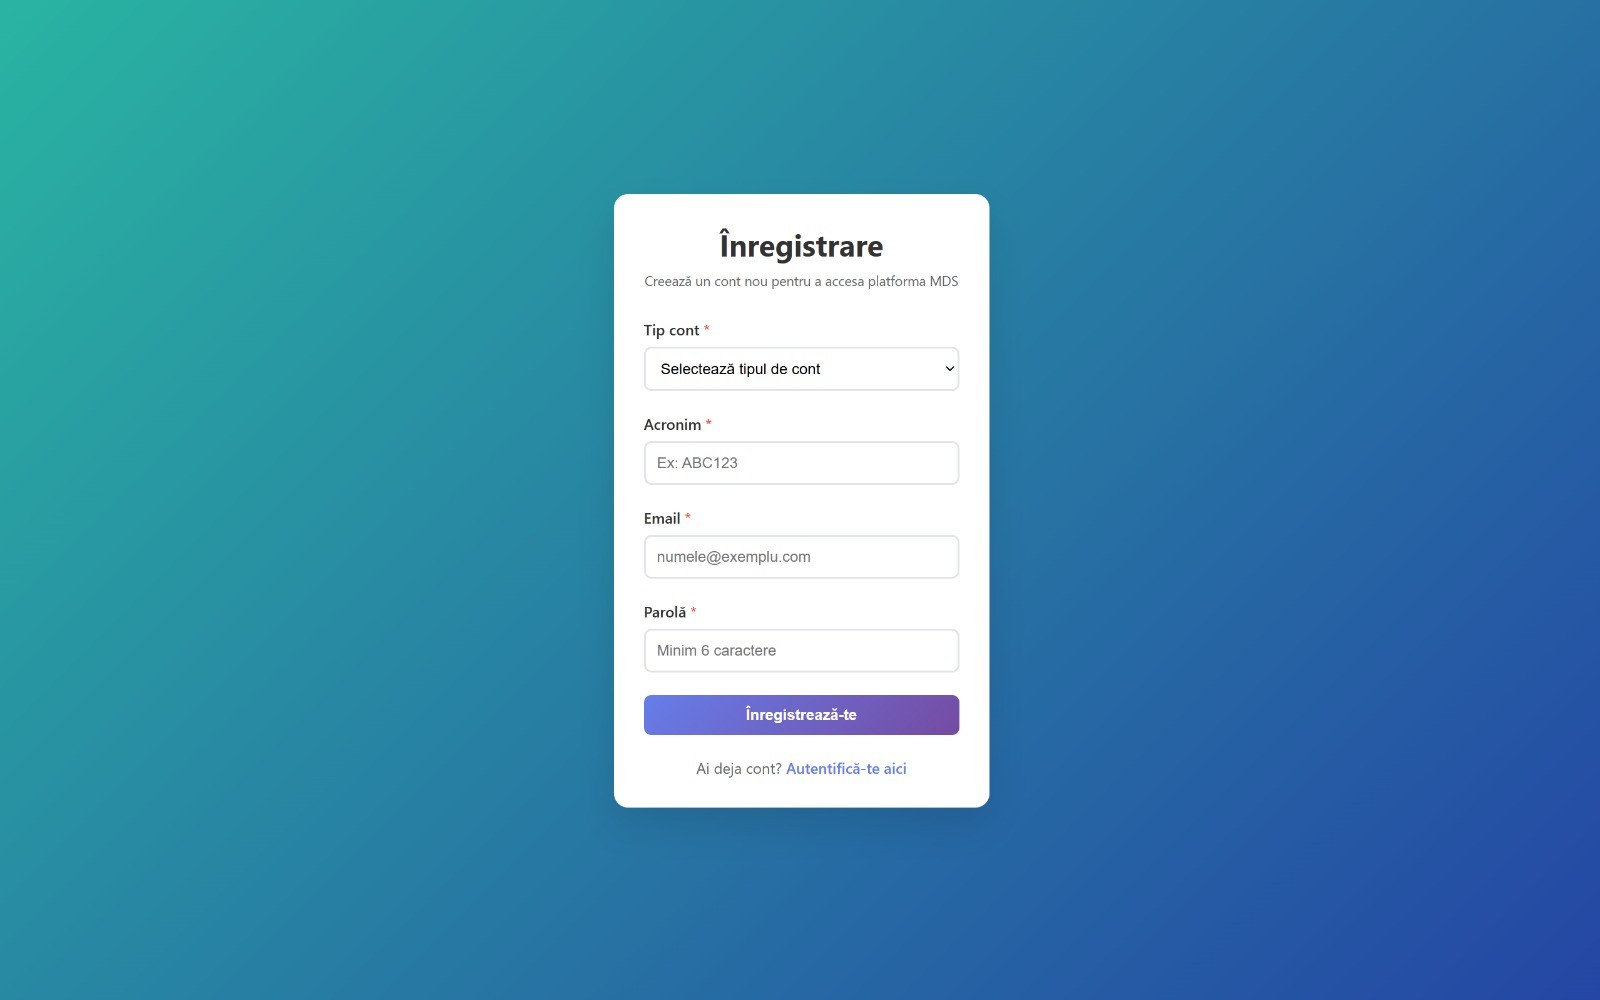 Înregistrare
Creează un cont nou pentru a accesa platforma MDS
Tip cont *
Selectează tipul de cont
Acronim *
Ex: ABC123
Email *
numele@exemplu.com
Parolă *
Minim 6 caractere
Înregistrează-te
Ai deja cont? Autentifică-te aici